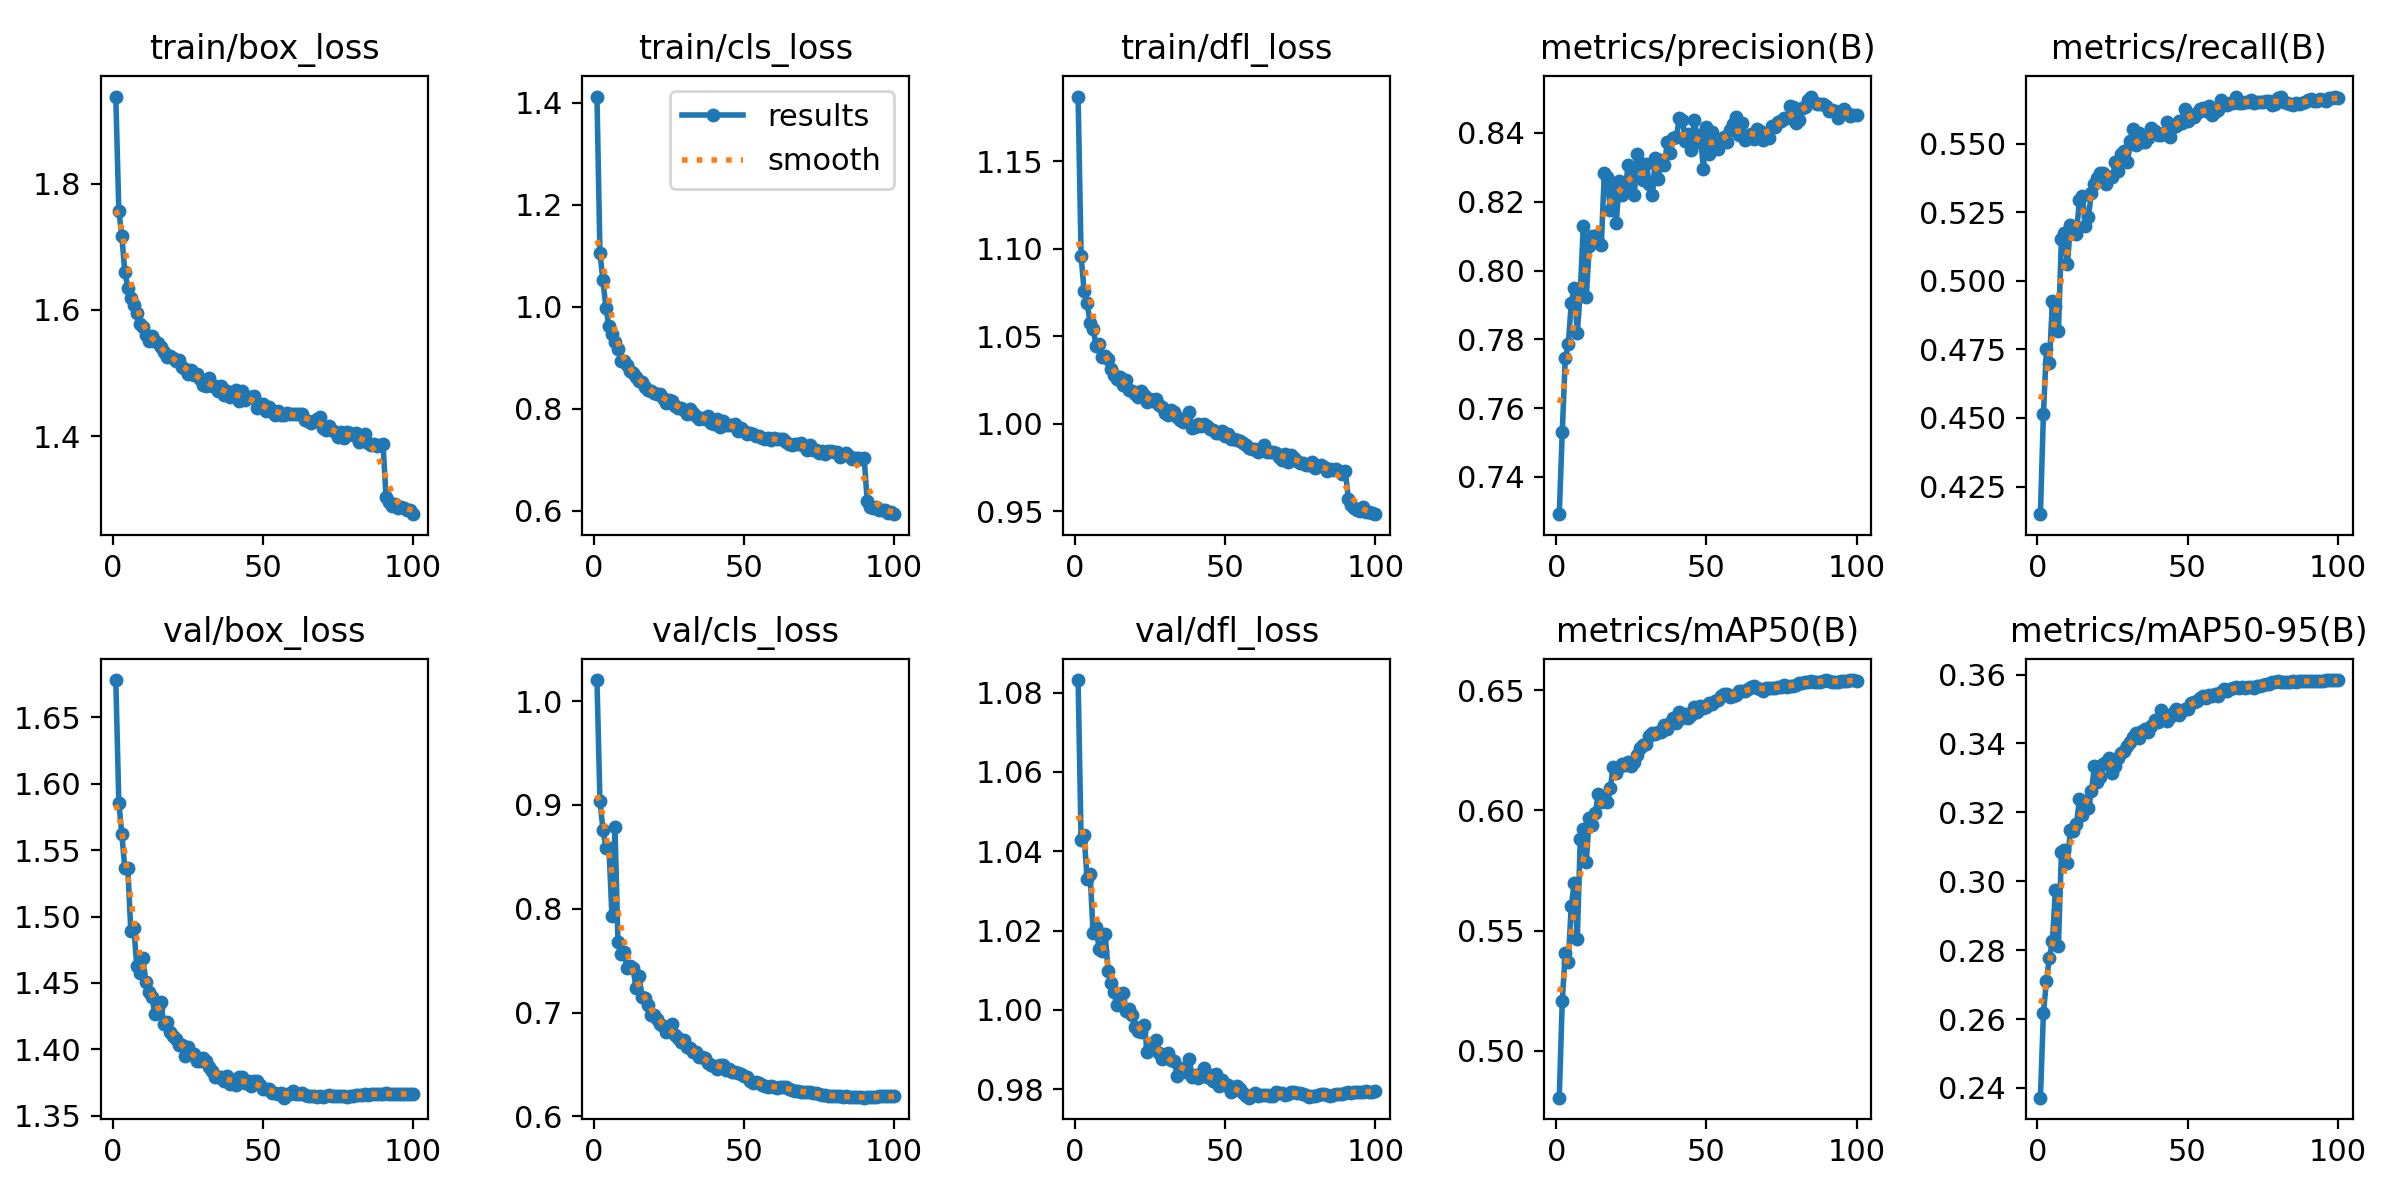 train/box_loss
1.8
1.6
1.4
0 50 100
train/cls_loss
results
smooth
1.4
1.2
1.0
0.8
0.6
0 50 100
train/dfl_loss
1.15
1.10
1.05
1.00
0.95
0 50 100
metrics/precision(B)
0.84
0.82
0.80
0.78
0.76
0.74
0 50 100
metrics/recall(B)
0.550
0.525
0.500
0.475
0.450
0.425
0 50 100
val/box_loss
1.65
1.60
1.55
1.50
1.45
1.40
1.35
0 50 100
val/cls_loss
1.0
0.9
0.8
0.7
0.6
0 50 100
val/dfl_loss
1.08
1.06
1.04
1.02
1.00
0.98
0 50 100
metrics/mAP50(B)
0.65
0.60
0.55
0.50
0 50 100
metrics/mAP50-95(B)
0.36
0.34
0.32
0.30
0.28
0.26
0.24
0 50 100